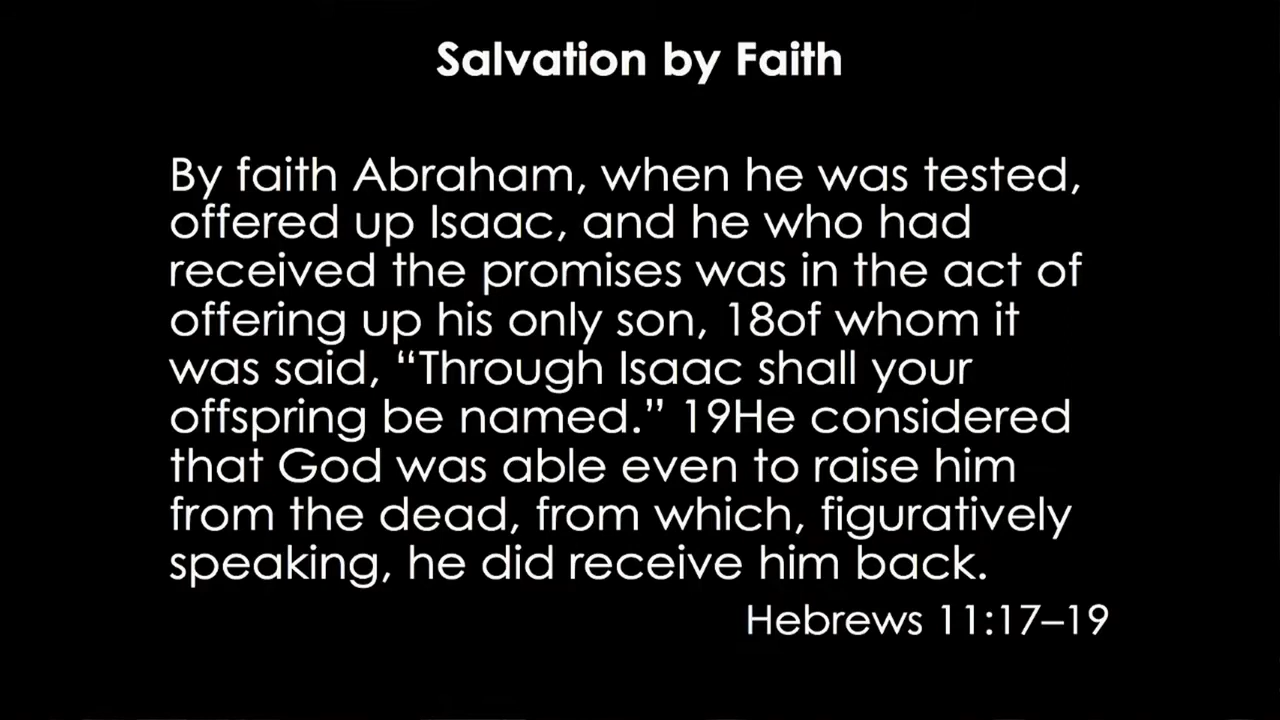 Salvation by Faith
By faith Abraham, when he was tested,
offered up Isaac, and he who had
received the promises was in the act of
offering up his only son, 18of whom it
was said, “Through Isaac shall your
offspring be named.” 19He considered
that God was able even to raise him
from the dead, from which, figuratively
speaking, he did receive him back.
Hebrews 11:17–19